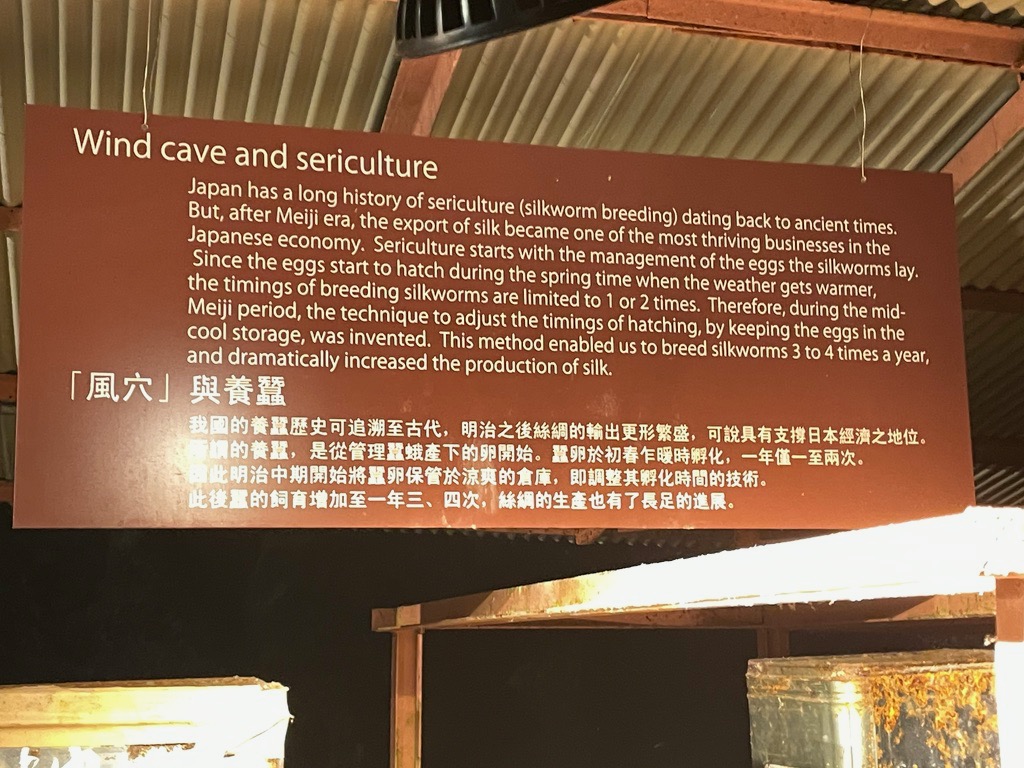 Wind cave and sericulture
Japan has a long history of sericulture (silkworm breeding) dating back to ancient times.
But, after Meiji era, the export of silk became one of the most thriving businesses in the
Japanese economy. Sericulture starts with the management of the eggs the silkworms lay.
Since the eggs start to hatch during the spring time when the weather gets warmer,
the timings of breeding silkworms are limited to 1 or 2 times. Therefore, during the mid-
Meiji period, the technique to adjust the timings of hatching, by keeping the eggs in the
cool storage, was invented. This method enabled us to breed silkworms 3 to 4 times a year,
and dramatically increased the production of silk.
「風穴」與養蠶
我國的養蠶歷史可追溯至古代，明治之後絲綢的輸出更形繁盛，可說具有支撐日本經濟之地位。
所謂的養蠶，是從管理蠶蛾產下的卵開始。蠶卵於初春乍暖時孵化，一年僅一至兩次。
因此明治中期開始將蠶卵保管於涼爽的倉庫，即調整其孵化時間的技術。
此後蠶的飼育增加至一年三、四次，絲綢的生產也有了長足的進展。